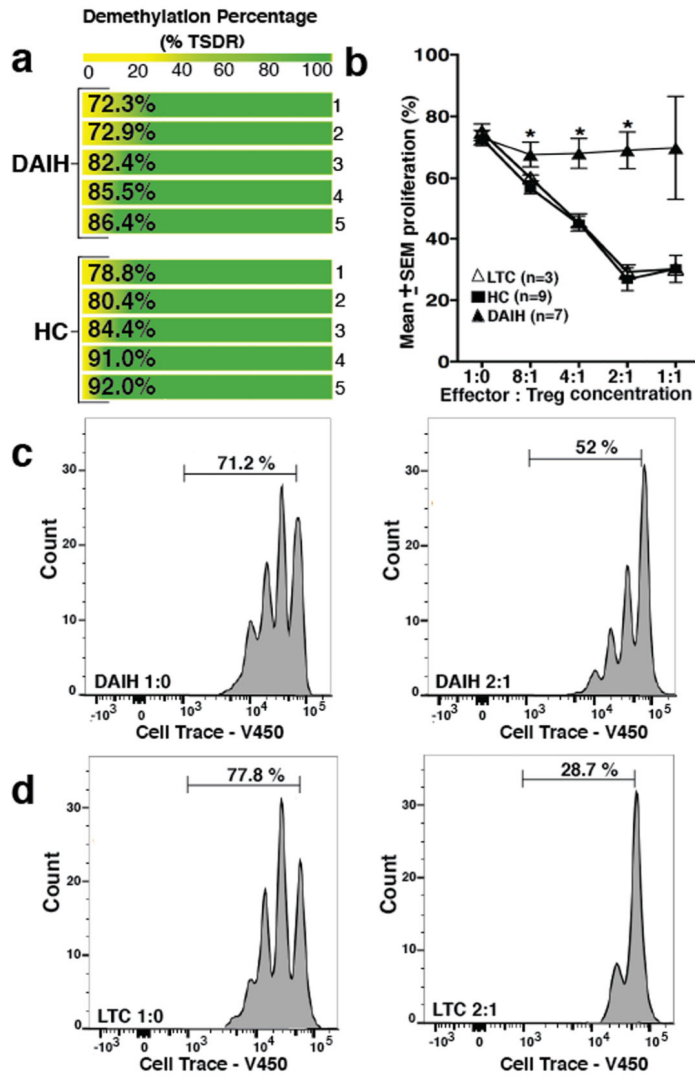 Demethylation Percentage
(% TSDR)
a
0 20 40 60 80 100
DAIH
72.3% 1
72.9% 2
82.4% 3
85.5% 4
86.4% 5
HC
78.8% 1
80.4% 2
84.4% 3
91.0% 4
92.0% 5
b
Mean ± SEM proliferation (%)
100
80
60
40
20
0
* * *
LTC (n=3)
HC (n=9)
DAIH (n=7)
1:0 8:1 4:1 2:1 1:1
Effector : Treg concentration
c
71.2 %
Count
30
20
10
0
DAIH 1:0
-10³ 0 10³ 10⁴ 10⁵
Cell Trace - V450
52 %
Count
30
20
10
0
DAIH 2:1
-10³ 0 10³ 10⁴ 10⁵
Cell Trace - V450
d
77.8 %
Count
30
20
10
0
LTC 1:0
-10³ 0 10³ 10⁴ 10⁵
Cell Trace - V450
28.7 %
Count
30
20
10
0
LTC 2:1
-10³ 0 10³ 10⁴ 10⁵
Cell Trace - V450